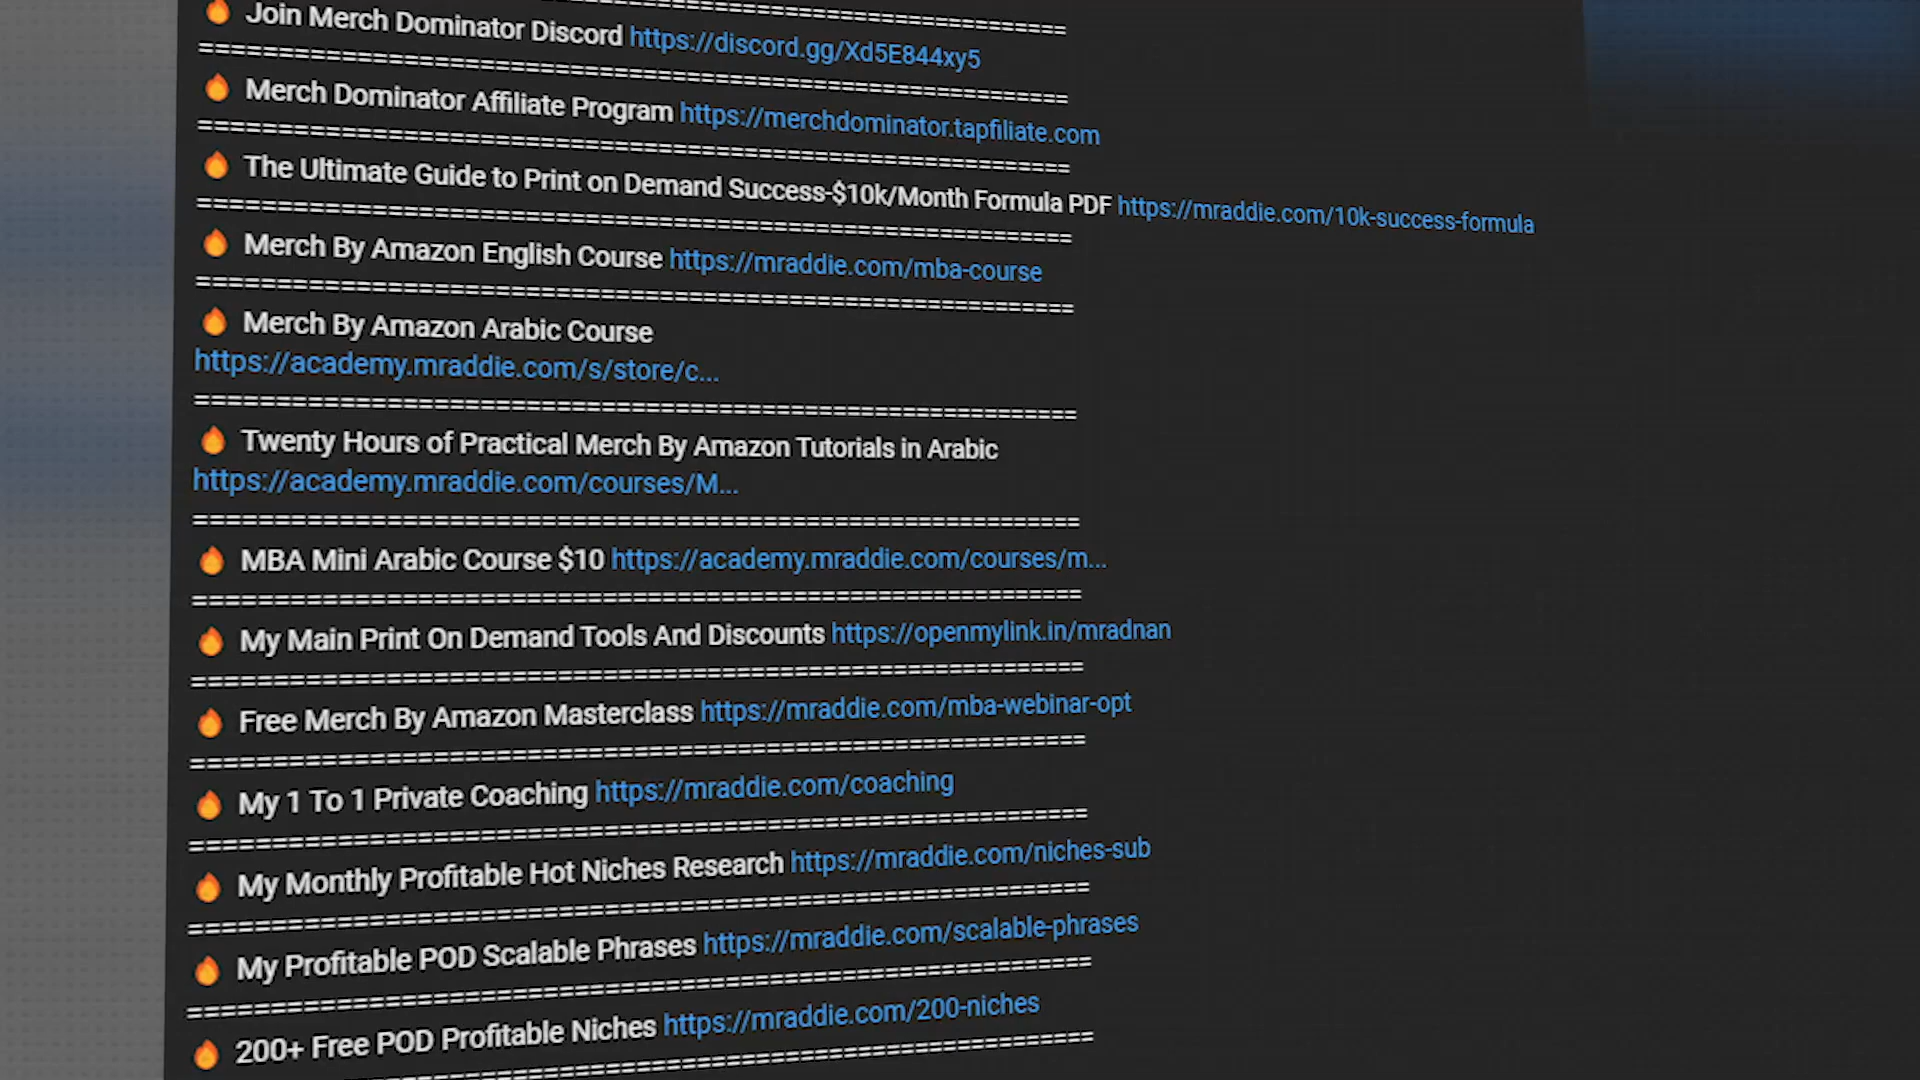 ==================================================================
🔥 Join Merch Dominator Discord https://discord.gg/Xd5E844xy5
==================================================================
🔥 Merch Dominator Affiliate Program https://merchdominator.tapfiliate.com
==================================================================
🔥 The Ultimate Guide to Print on Demand Success-$10k/Month Formula PDF https://mraddie.com/10k-success-formula
==================================================================
🔥 Merch By Amazon English Course https://mraddie.com/mba-course
==================================================================
🔥 Merch By Amazon Arabic Course
https://academy.mraddie.com/s/store/c...
==================================================================
🔥 Twenty Hours of Practical Merch By Amazon Tutorials in Arabic
https://academy.mraddie.com/courses/M...
==================================================================
🔥 MBA Mini Arabic Course $10 https://academy.mraddie.com/courses/m...
==================================================================
🔥 My Main Print On Demand Tools And Discounts https://openmylink.in/mradnan
==================================================================
🔥 Free Merch By Amazon Masterclass https://mraddie.com/mba-webinar-opt
==================================================================
🔥 My 1 To 1 Private Coaching https://mraddie.com/coaching
==================================================================
🔥 My Monthly Profitable Hot Niches Research https://mraddie.com/niches-sub
==================================================================
🔥 My Profitable POD Scalable Phrases https://mraddie.com/scalable-phrases
==================================================================
🔥 200+ Free POD Profitable Niches https://mraddie.com/200-niches
==================================================================